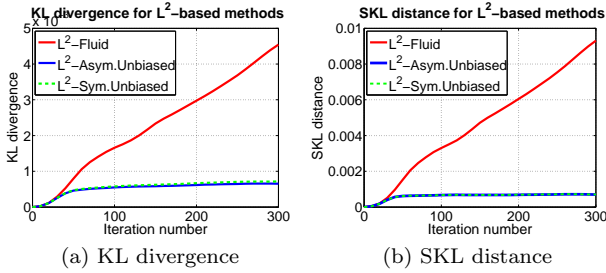 KL divergence for L²-based methods
5
4
3
2
1
0
0
100
200
300
KL divergence
Iteration number
L²-Fluid
L²-Asym.Unbiased
L²-Sym.Unbiased
(a) KL divergence
SKL distance for L²-based methods
0.01
0.008
0.006
0.004
0.002
0
0
100
200
300
SKL distance
Iteration number
L²-Fluid
L²-Asym.Unbiased
L²-Sym.Unbiased
(b) SKL distance